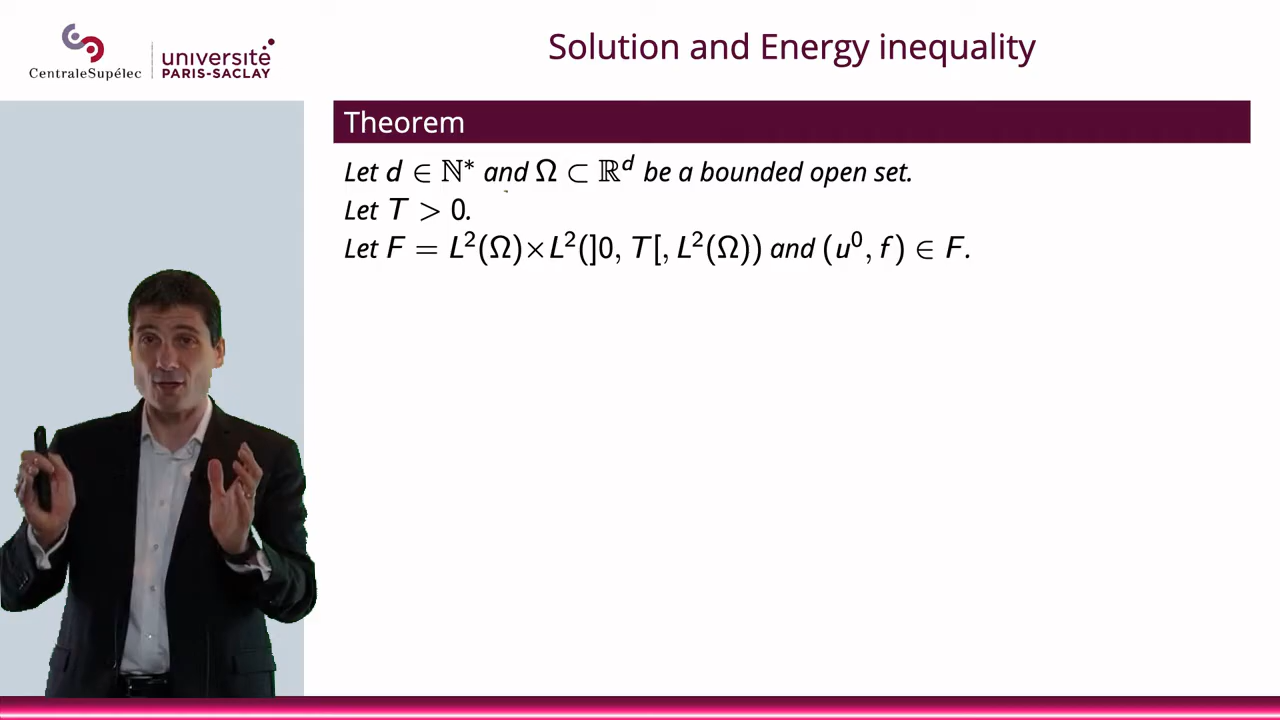 CentraleSupélec
université
PARIS-SACLAY
Solution and Energy inequality
Theorem
Let d ∈ ℕ* and Ω ⊂ ℝᵈ be a bounded open set.
Let T > 0.
Let F = L²(Ω)×L²(]0, T[, L²(Ω)) and (u⁰, f) ∈ F.